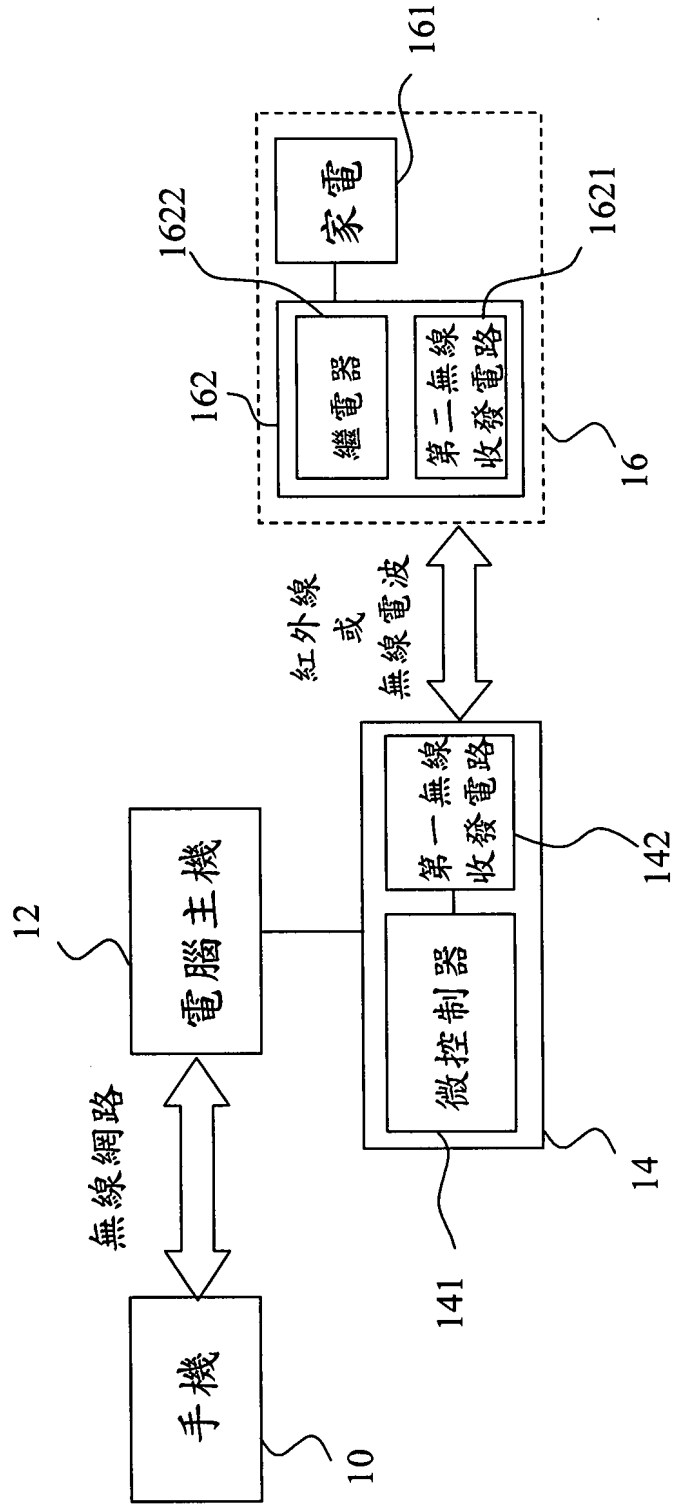 手機
10
無線網路
電腦主機
12
微控制器
141
第一無線
收發電路
142
14
紅外線
或
無線電波
162
繼電器
1622
第二無線
收發電路
1621
家電
161
16